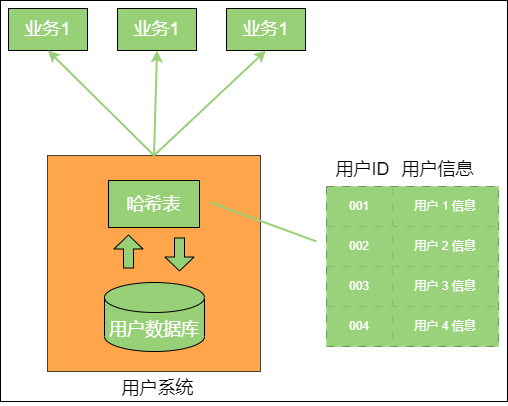 业务1 业务1 业务1
用户ID 用户信息
哈希表
001 用户 1 信息
002 用户 2 信息
003 用户 3 信息
004 用户 4 信息
用户数据库
用户系统